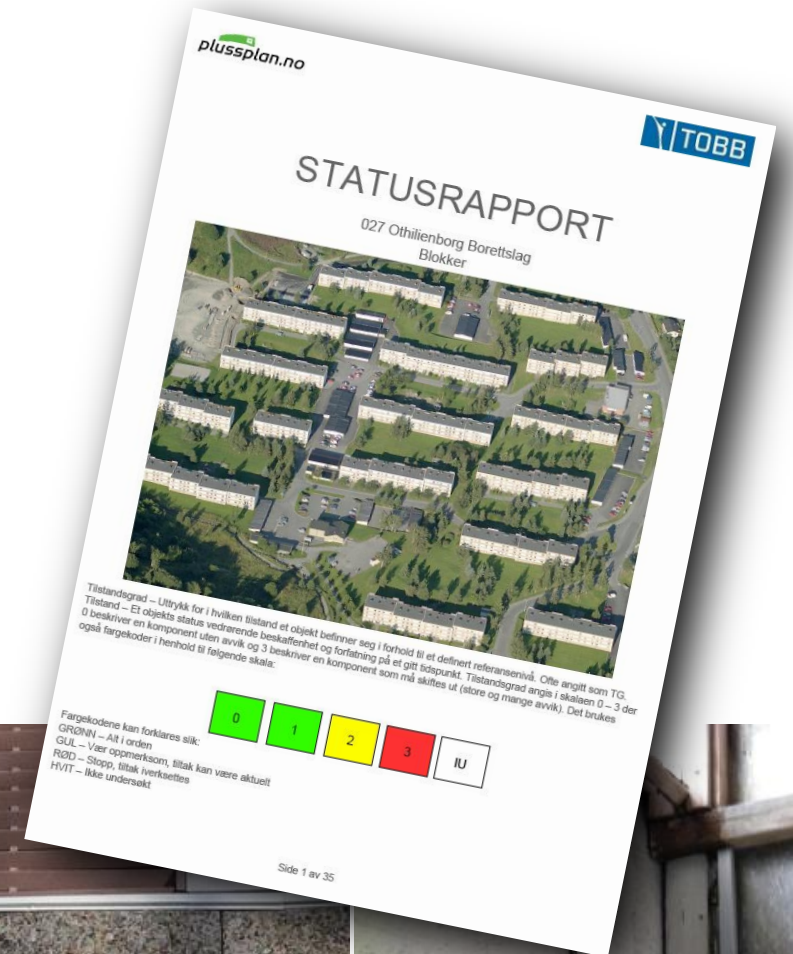 plussplan.no
TOBB
STATUSRAPPORT
027 Othilienborg Borettslag
Blokker
Tilstandsgrad – Uttrykk for i hvilken tilstand et objekt befinner seg i forhold til et definert referansenivå. Ofte angitt som TG.
Tilstand – Et objekts status vedrørende beskaffenhet og forfatning på et gitt tidspunkt. Tilstandsgrad angis i skalaen 0 – 3 der
0 beskriver en komponent uten avvik og 3 beskriver en komponent som må skiftes ut (store og mange avvik). Det brukes
også fargekoder i henhold til følgende skala:
0 1 2 3 IU
Fargekodene kan forklares slik:
GRØNN – Alt i orden
GUL – Vær oppmerksom, tiltak kan være aktuelt
RØD – Stopp, tiltak iverksettes
HVIT – Ikke undersøkt
Side 1 av 35